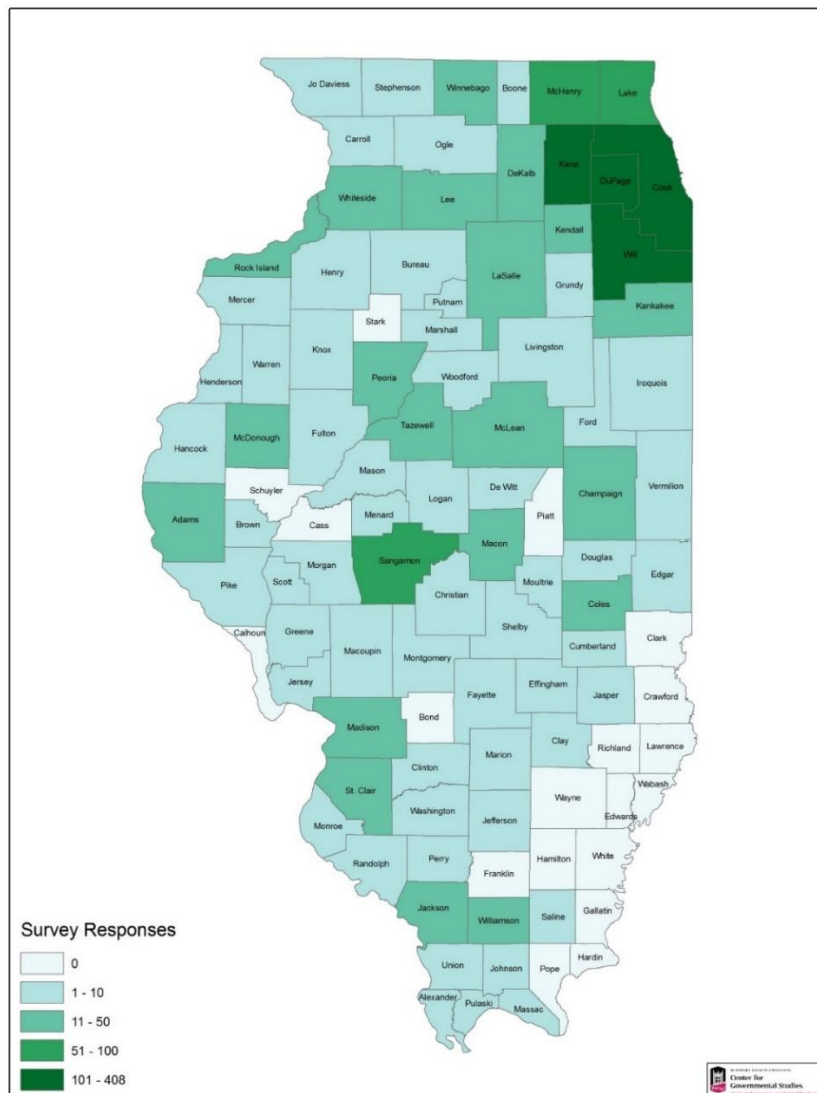 Jo Daviess
Stephenson
Winnebago
Boone
McHenry
Lake
Carroll
Ogle
DeKalb
Kane
DuPage
Cook
Whiteside
Lee
Kendall
Will
Rock Island
Henry
Bureau
LaSalle
Grundy
Kankakee
Mercer
Putnam
Stark
Marshall
Knox
Livingston
Warren
Henderson
Peoria
Woodford
Iroquois
Hancock
McDonough
Fulton
Tazewell
McLean
Ford
Mason
Schuyler
Logan
De Witt
Champaign
Vermilion
Adams
Brown
Cass
Menard
Piatt
Macon
Sangamon
Morgan
Scott
Pike
Christian
Moultrie
Douglas
Edgar
Coles
Calhoun
Greene
Macoupin
Montgomery
Shelby
Cumberland
Clark
Jersey
Fayette
Effingham
Jasper
Crawford
Madison
Bond
Clay
Richland
Lawrence
Clinton
Marion
Wabash
St. Clair
Wayne
Edwards
Monroe
Washington
Jefferson
Randolph
Perry
Franklin
Hamilton
White
Jackson
Williamson
Saline
Gallatin
Union
Johnson
Pope
Hardin
Alexander
Pulaski
Massac
Survey Responses
0
1 - 10
11 - 50
51 - 100
101 - 408
Center for
Governmental Studies